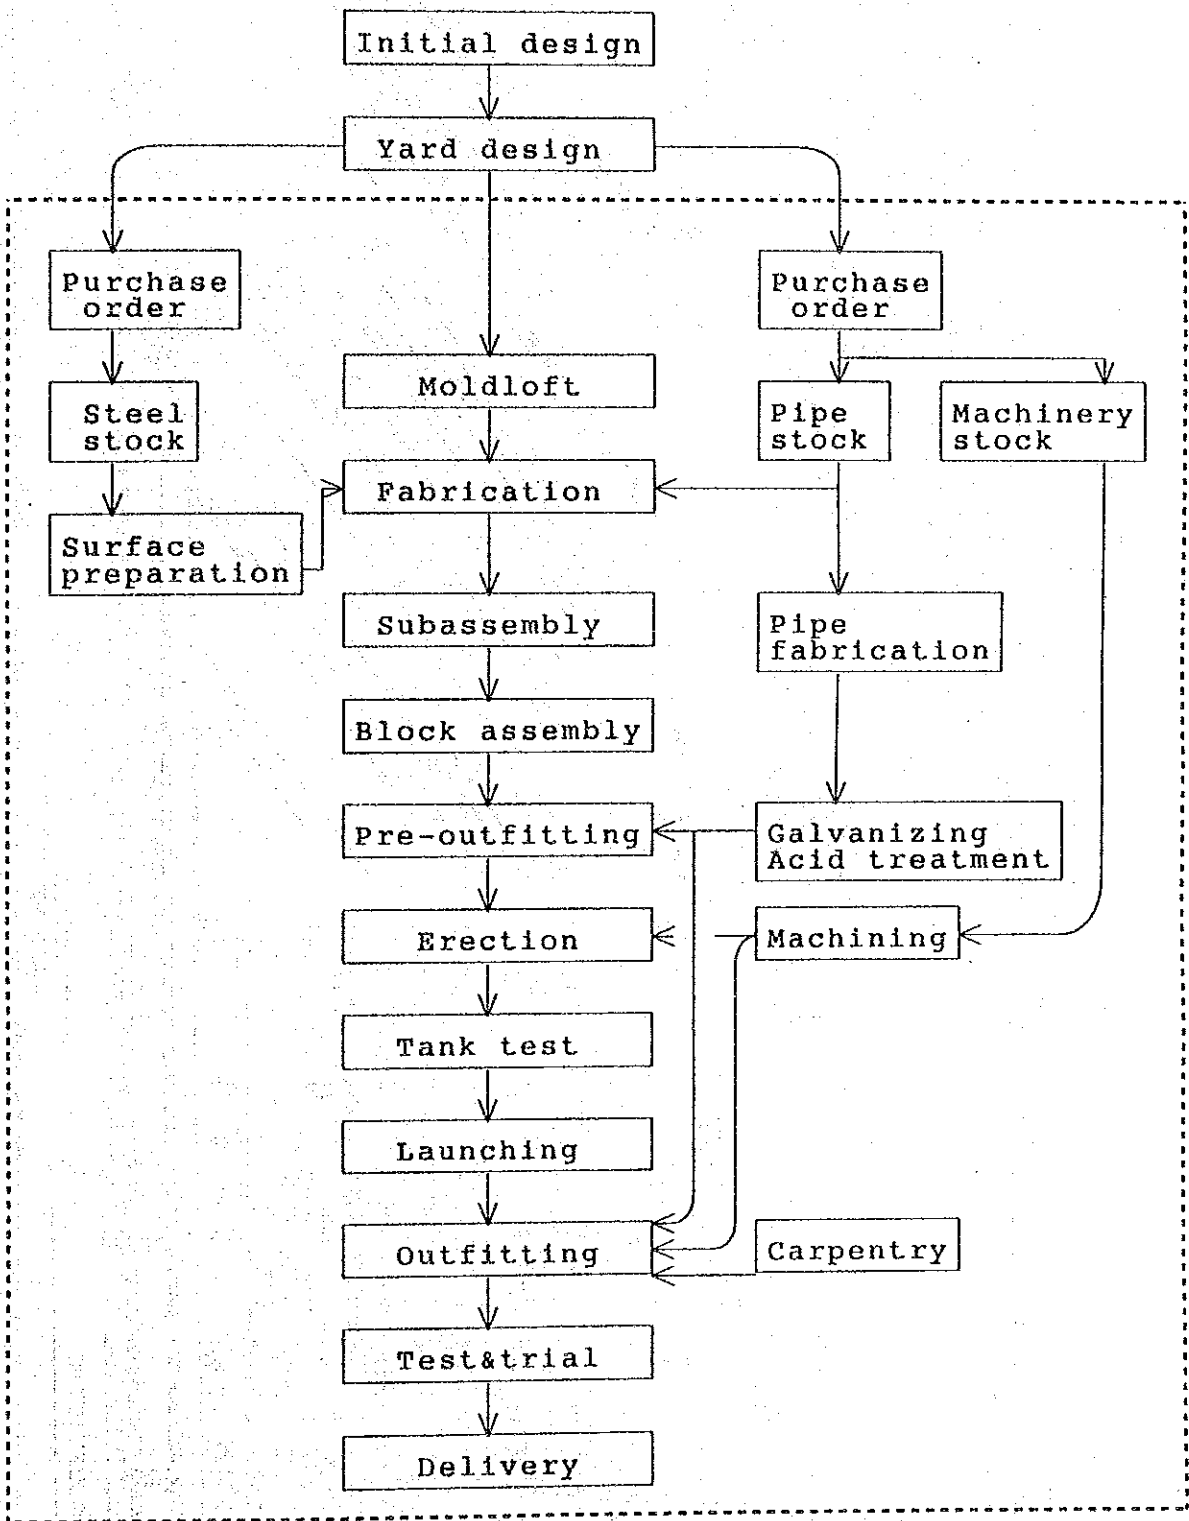 Initial design
Yard design
Purchase
order
Purchase
order
Moldloft
Steel
stock
Pipe
stock
Machinery
stock
Fabrication
Surface
preparation
Subassembly
Pipe
fabrication
Block assembly
Pre-outfitting
Galvanizing
Acid treatment
Erection
Machining
Tank test
Launching
Outfitting
Carpentry
Test&trial
Delivery